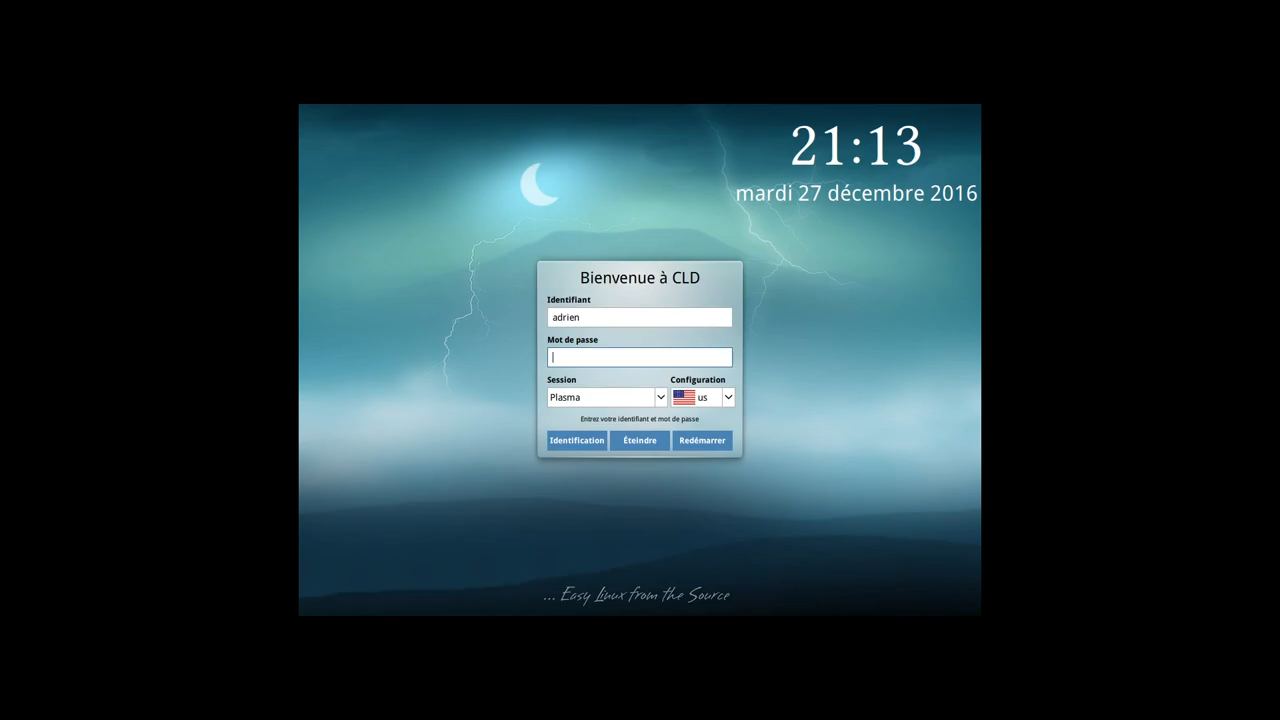 21:13
mardi 27 décembre 2016
Bienvenue à CLD
Identifiant
adrien
Mot de passe
Session Configuration
Plasma us
Entrez votre identifiant et mot de passe
Identification Éteindre Redémarrer
... Easy Linux from the Source